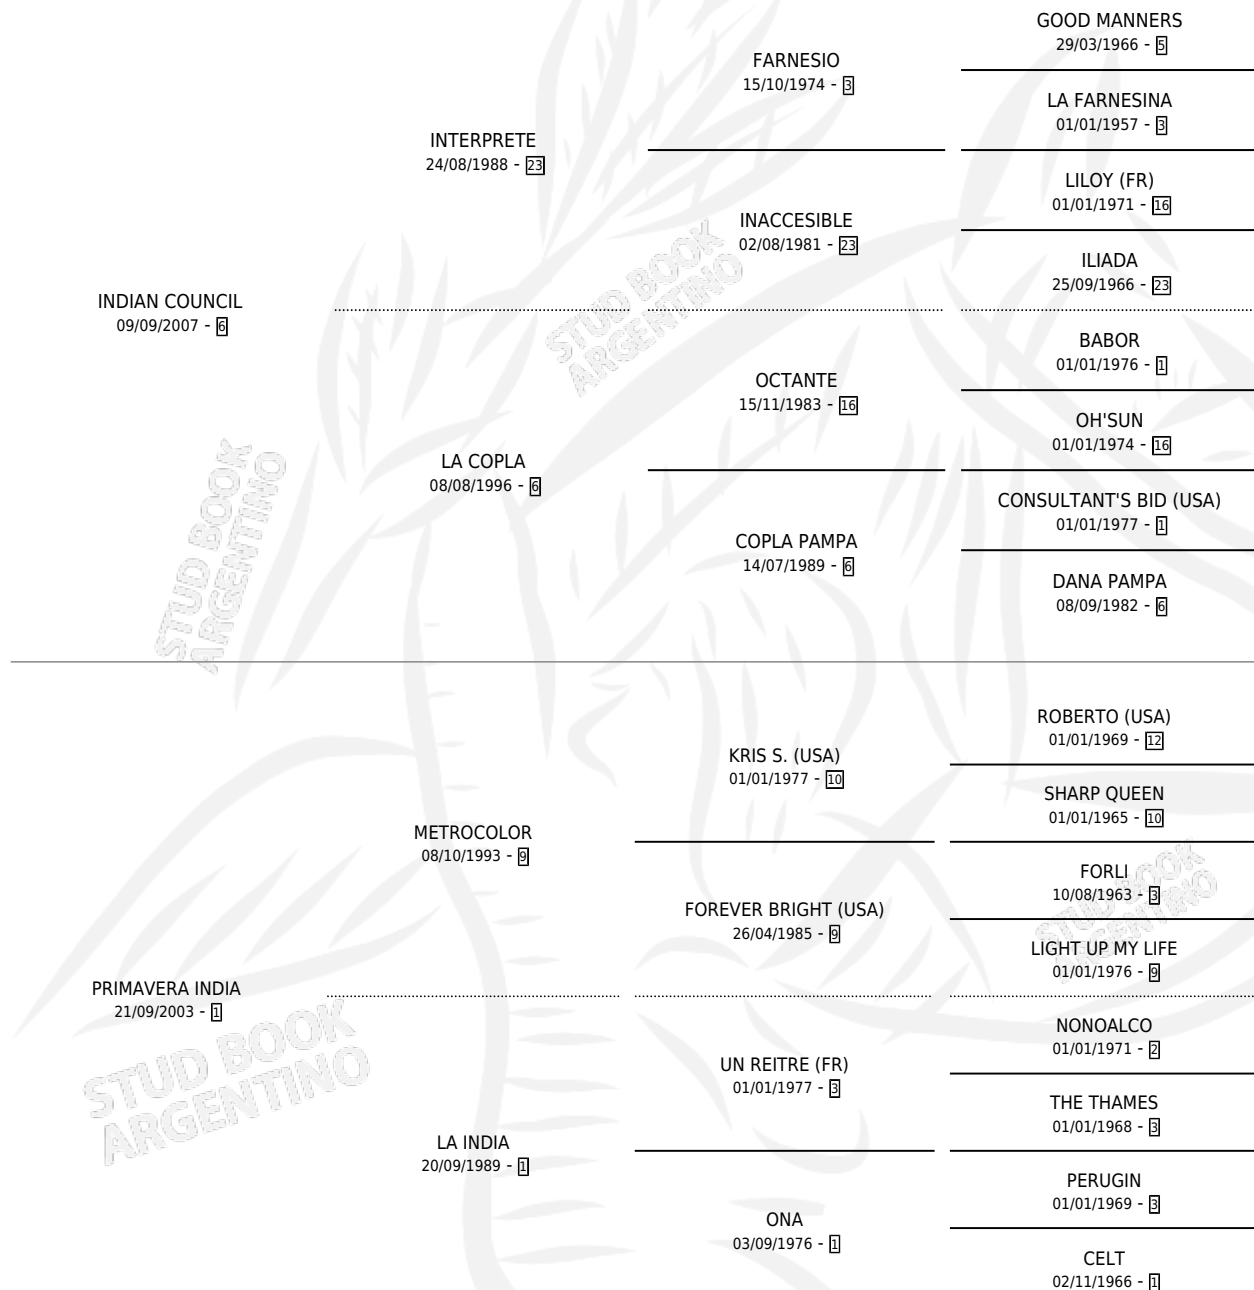 GOOD MANNERS
29/03/1966 - 5
FARNESIO
15/10/1974 - 3
LA FARNESINA
01/01/1957 - 3
INTERPRETE
24/08/1988 - 23
LILOY (FR)
01/01/1971 - 16
INACCESIBLE
02/08/1981 - 23
ILIADA
25/09/1966 - 23
INDIAN COUNCIL
09/09/2007 - 6
BABOR
01/01/1976 - 1
OCTANTE
15/11/1983 - 16
OH'SUN
01/01/1974 - 16
LA COPLA
08/08/1996 - 6
CONSULTANT'S BID (USA)
01/01/1977 - 1
COPLA PAMPA
14/07/1989 - 6
DANA PAMPA
08/09/1982 - 6
ROBERTO (USA)
01/01/1969 - 12
KRIS S. (USA)
01/01/1977 - 10
SHARP QUEEN
01/01/1965 - 10
METROCOLOR
08/10/1993 - 9
FORLI
10/08/1963 - 3
FOREVER BRIGHT (USA)
26/04/1985 - 9
LIGHT UP MY LIFE
01/01/1976 - 9
PRIMAVERA INDIA
21/09/2003 - 1
NONOALCO
01/01/1971 - 2
UN REITRE (FR)
01/01/1977 - 3
THE THAMES
01/01/1968 - 3
LA INDIA
20/09/1989 - 1
PERUGIN
01/01/1969 - 3
ONA
03/09/1976 - 1
CELT
02/11/1966 - 1
STUD BOOK
ARGENTINO
STUD BOOK
ARGENTINO
STUD BOOK
ARGENTINO
STUD BOOK
ARGENTINO